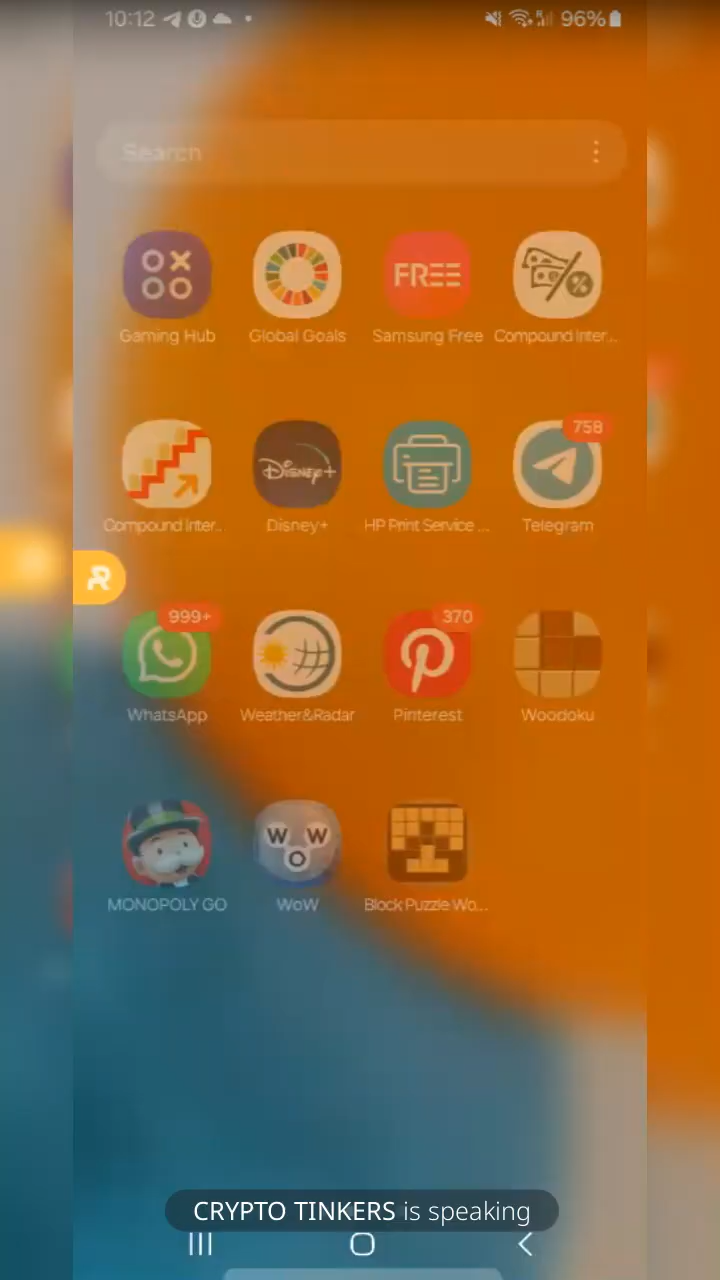 10:12 96%
Search
FREE
Gaming Hub Global Goals Samsung Free Compound Inter...
758
Disney+
Compound Inter... Disney+ HP Print Service ... Telegram
R
999+ 370
WhatsApp Weather&Radar Pinterest Woodoku
W W
O
MONOPOLY GO WoW Block Puzzle Wo...
CRYPTO TINKERS is speaking